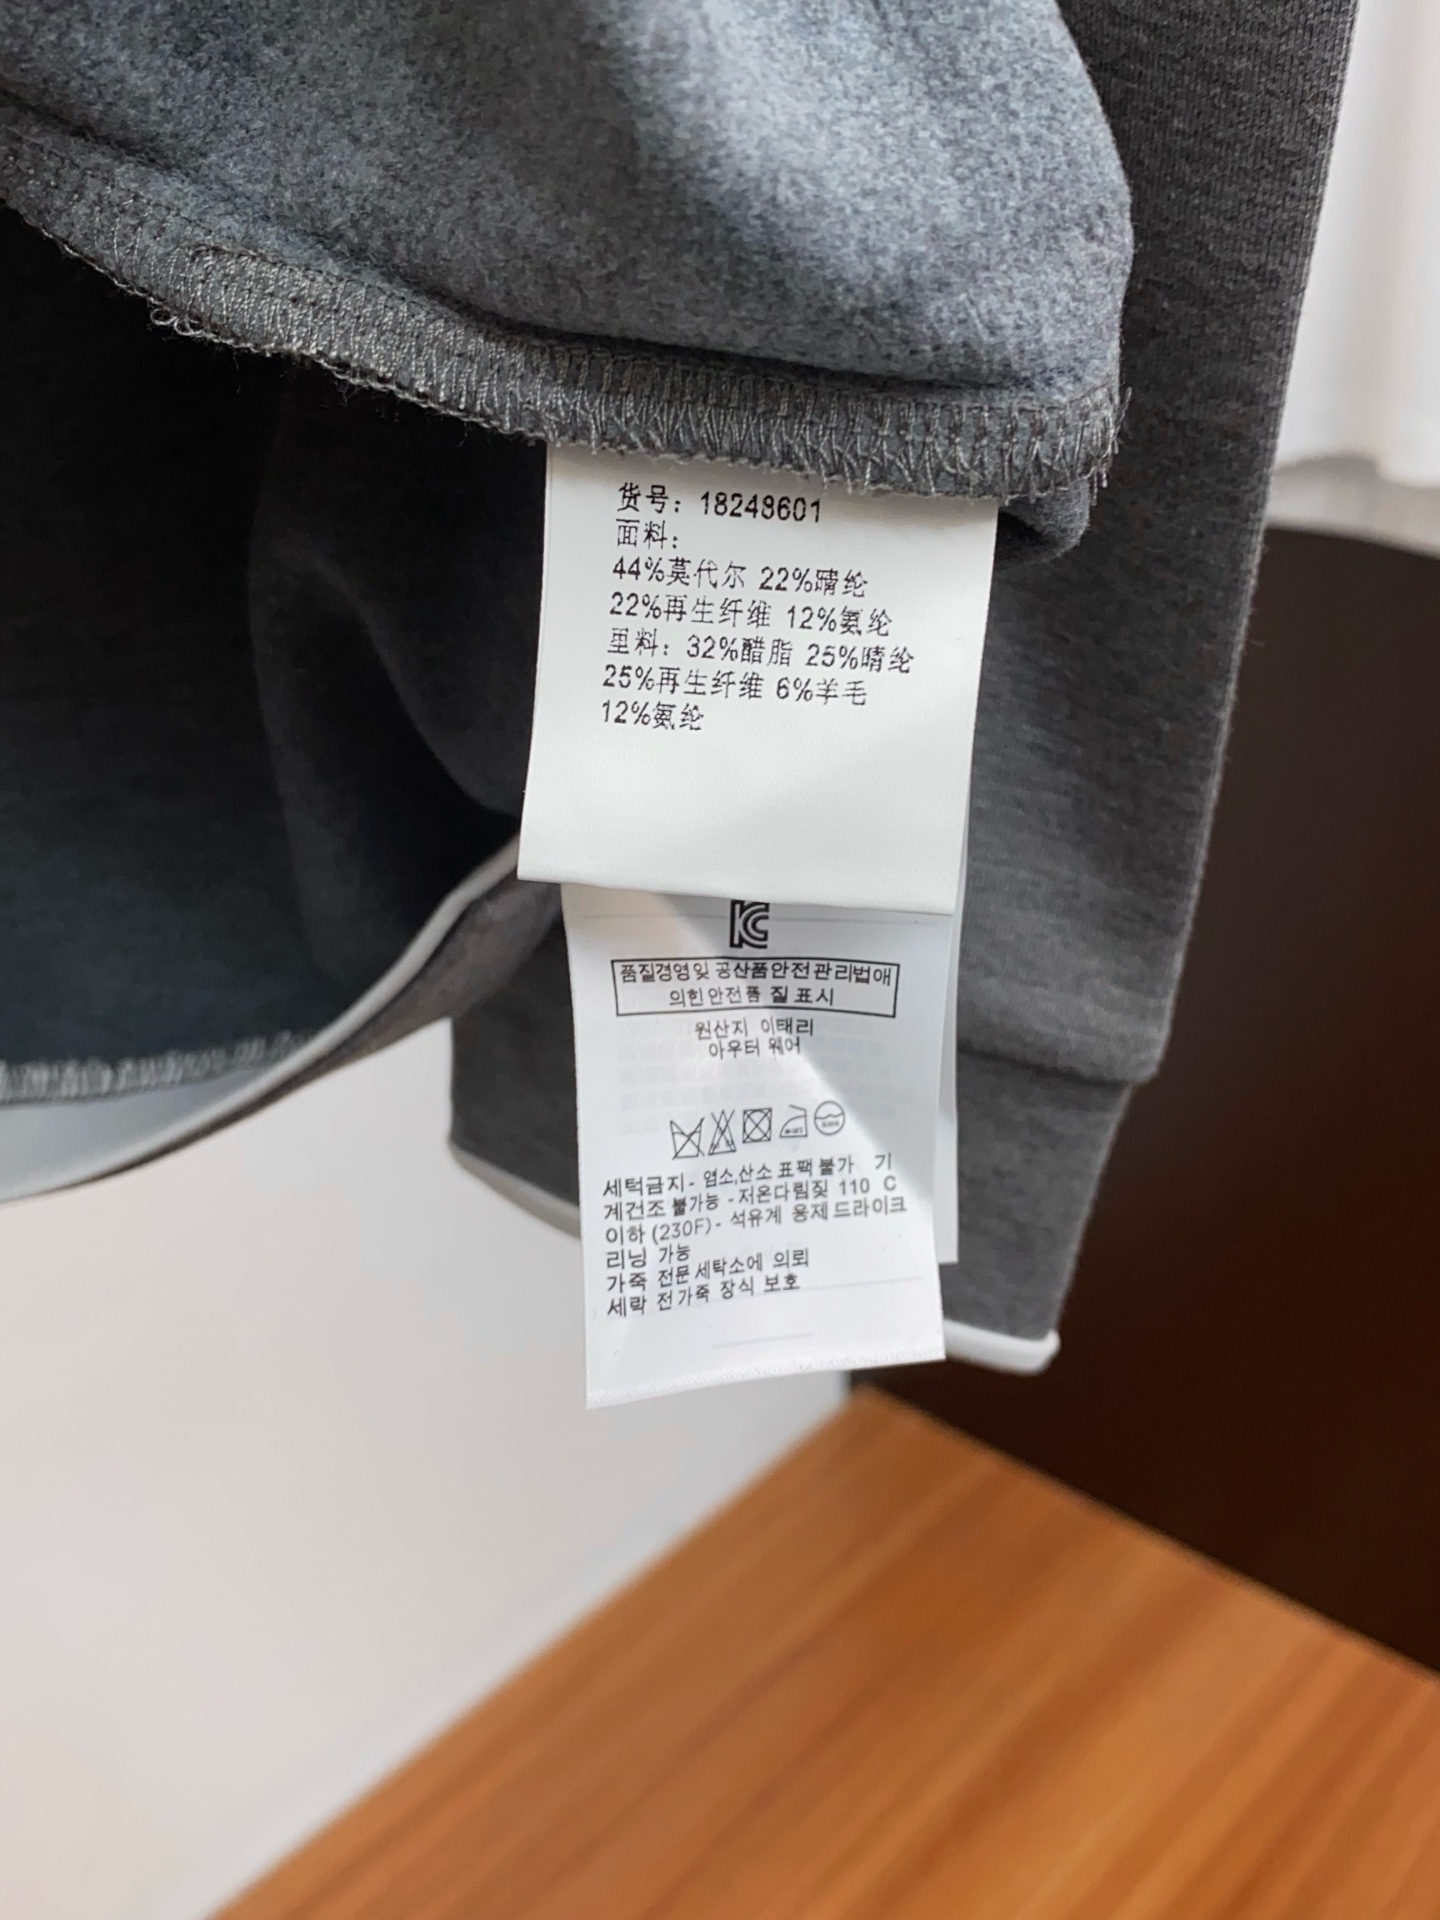 货号：18248601
面料：
44%莫代尔 22%晴纶
22%再生纤维 12%氨纶
里料：32%醋脂 25%晴纶
25%再生纤维 6%羊毛
12%氨纶
KC
품질경영잋 공산품안전관리법애
의힌안전품 질표시
원산지 이태리
아우터 웨어
세턱금지- 염소,산소 표팩불가 기
계건조 불가능 -저온다림짖 110 C
이하 (230F)- 석유계 용제드라이크
리닝 가능
가죽 전문세탁소에 의뢰
세락 전가죽 장식 보호